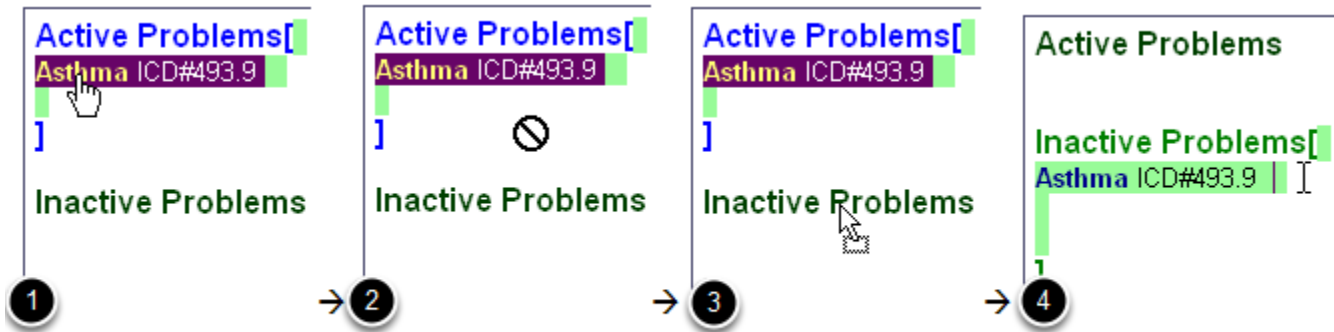 Active Problems[
Asthma ICD#493.9
]
Inactive Problems
1
→
Active Problems[
Asthma ICD#493.9
]
Inactive Problems
2
→
Active Problems[
Asthma ICD#493.9
]
Inactive Problems
3
→
Active Problems
Inactive Problems[
Asthma ICD#493.9
]
4